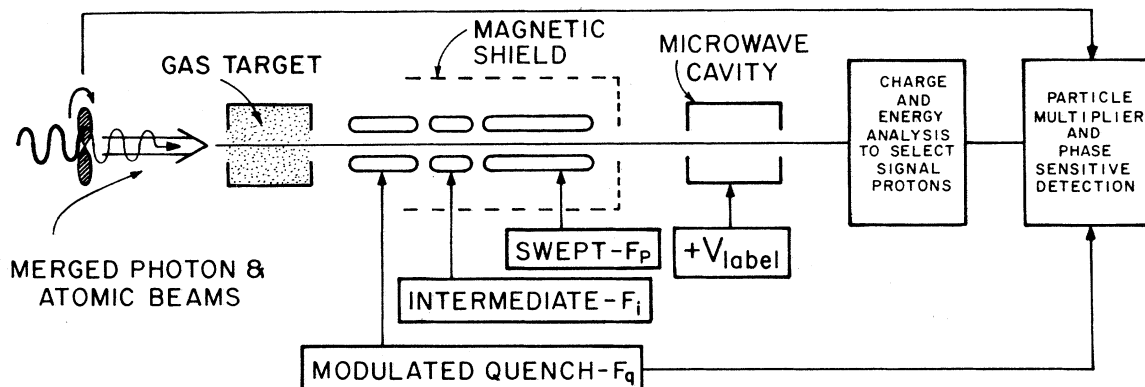 MAGNETIC
SHIELD
GAS TARGET
MICROWAVE
CAVITY
CHARGE
AND
ENERGY
ANALYSIS
TO SELECT
SIGNAL
PROTONS
PARTICLE
MULTIPLIER
AND
PHASE
SENSITIVE
DETECTION
MERGED PHOTON &
ATOMIC BEAMS
SWEPT-Fp
+Vlabel
INTERMEDIATE-Fi
MODULATED QUENCH-Fq